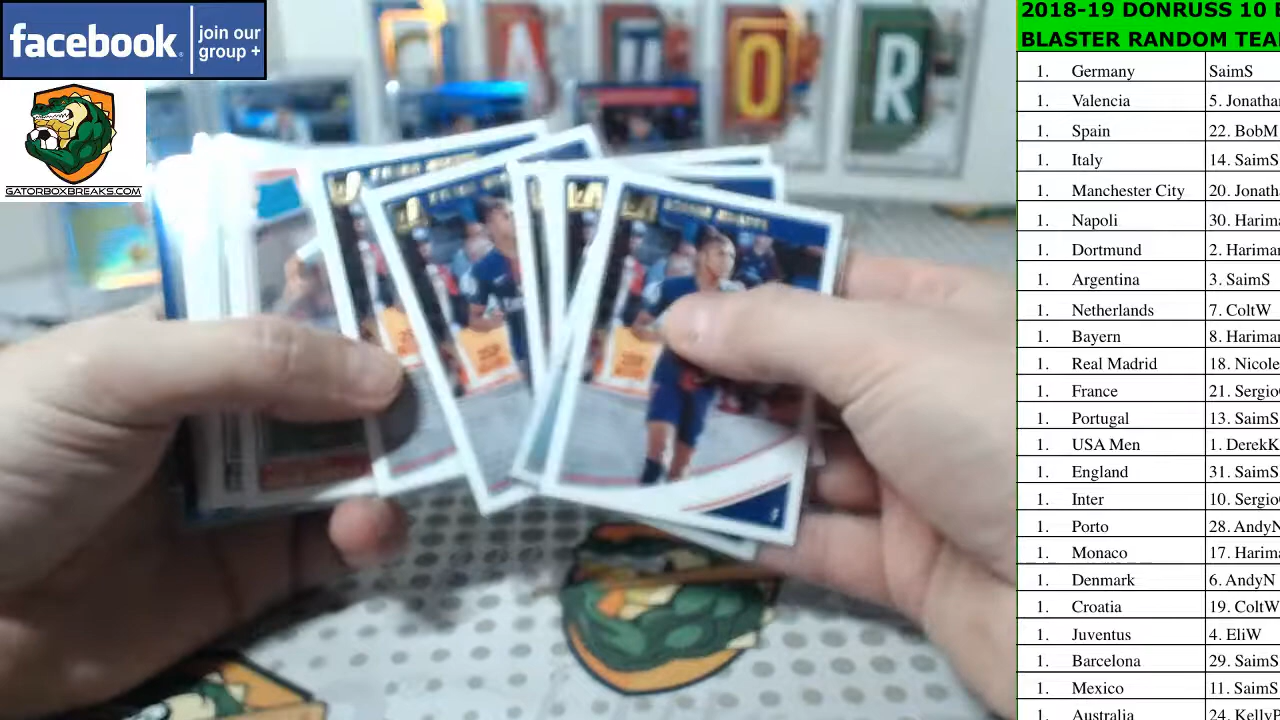 facebook
join our
group +
GATORBOXBREAKS.COM
ATOR
2018-19 DONRUSS 10
BLASTER RANDOM TEA
1. Germany SaimS
1. Valencia 5. Jonatha
1. Spain 22. BobM
1. Italy 14. SaimS
1. Manchester City 20. Jonath
1. Napoli 30. Harim
1. Dortmund 2. Harimar
1. Argentina 3. SaimS
1. Netherlands 7. ColtW
1. Bayern 8. Harimar
1. Real Madrid 18. Nicole
1. France 21. Sergio
1. Portugal 13. SaimS
1. USA Men 1. DerekK
1. England 31. SaimS
1. Inter 10. Sergio
1. Porto 28. AndyN
1. Monaco 17. Harima
1. Denmark 6. AndyN
1. Croatia 19. ColtW
1. Juventus 4. EliW
1. Barcelona 29. SaimS
1. Mexico 11. SaimS
1. Australia 24. KellyP